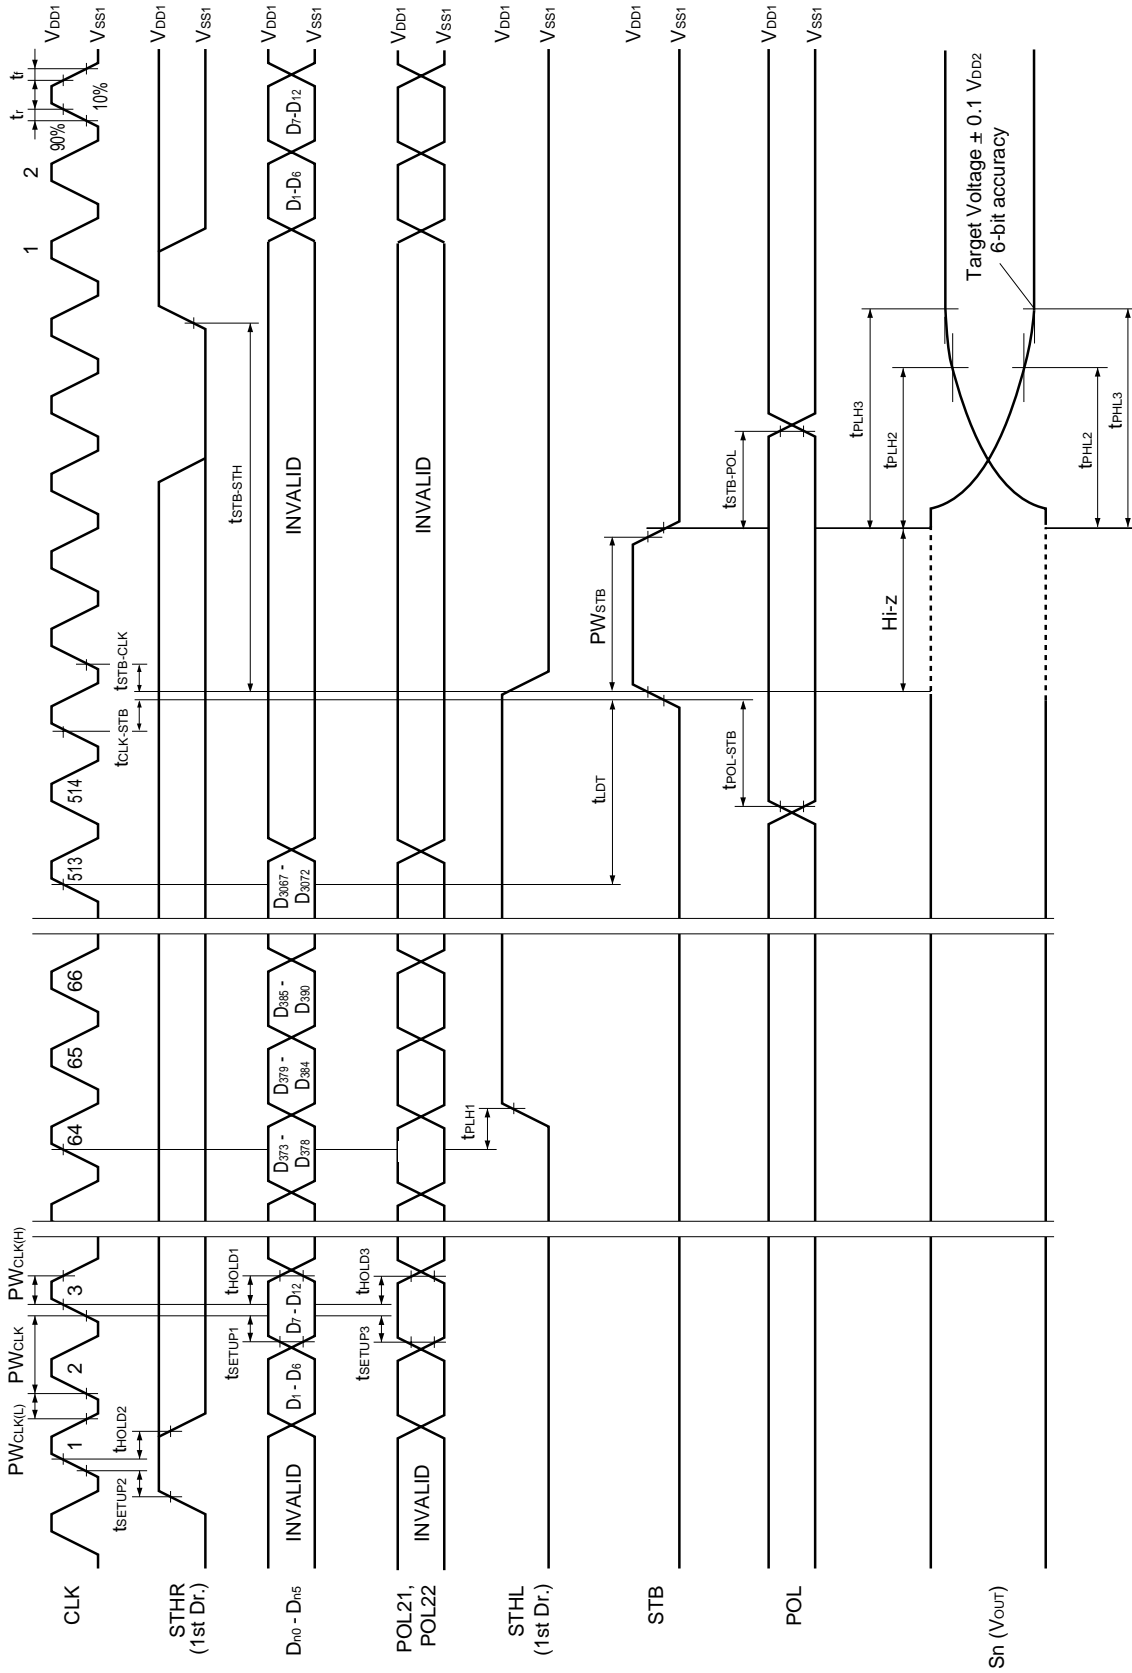 CLK
PWCLK(L)
PWCLK
PWCLK(H)
1
2
3
64
65
66
513
514
1
2
tr
tf
90%
10%
VDD1
VSS1
tSETUP2
tHOLD2
tCLK-STB
tSTB-CLK
STHR
(1st Dr.)
VDD1
VSS1
tSETUP1
tHOLD1
tSTB-STH
Dn0 - Dn5
INVALID
D1 - D6
D7 - D12
D373 -
D378
D379 -
D384
D385 -
D390
D3067 -
D3072
INVALID
D1-D6
D7-D12
VDD1
VSS1
tSETUP3
tHOLD3
POL21,
POL22
INVALID
INVALID
VDD1
VSS1
tPLH1
STHL
(1st Dr.)
VDD1
VSS1
tLDT
PWSTB
STB
VDD1
VSS1
tPOL-STB
tSTB-POL
POL
VDD1
VSS1
Hi-z
tPLH2
tPLH3
Sn (VOUT)
Target Voltage ± 0.1 VDD2
6-bit accuracy
tPHL2
tPHL3